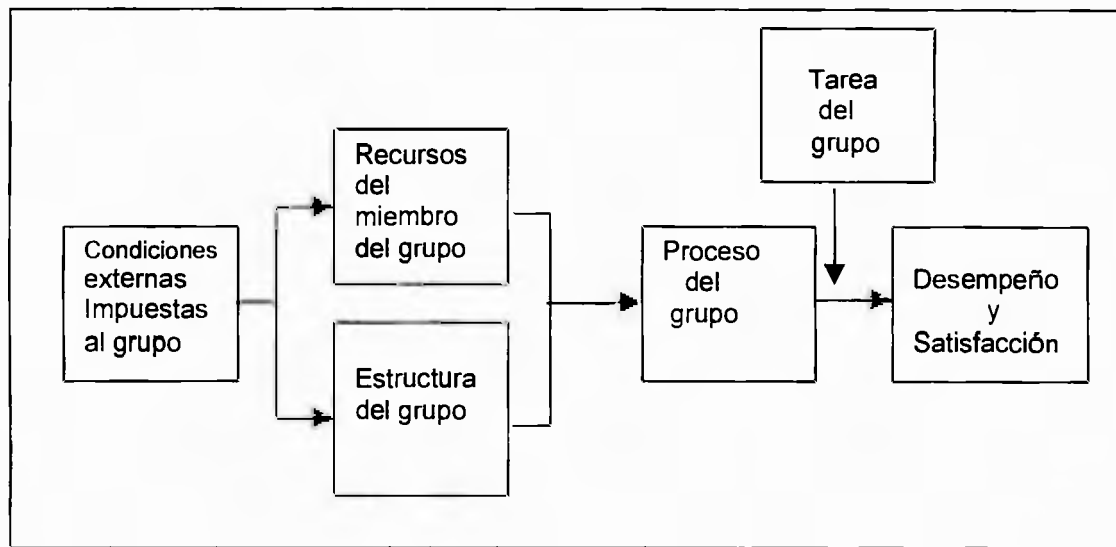 Condiciones
externas
Impuestas
al grupo
Recursos
del
miembro
del grupo
Estructura
del grupo
Proceso
del
grupo
Tarea
del
grupo
Desempeño
y
Satisfacción